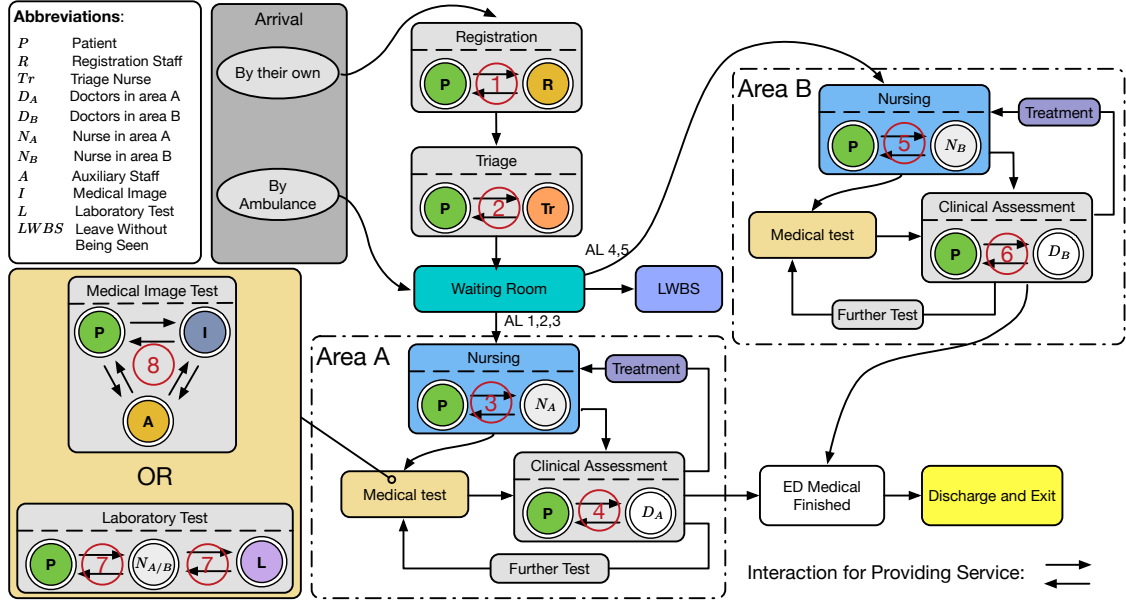 Abbreviations:
P Patient
R Registration Staff
Tr Triage Nurse
D_A Doctors in area A
D_B Doctors in area B
N_A Nurse in area A
N_B Nurse in area B
A Auxiliary Staff
I Medical Image
L Laboratory Test
LWBS Leave Without
Being Seen
Arrival
By their own
By
Ambulance
Registration
P 1 R
Triage
P 2 Tr
Waiting Room
LWBS
AL 4,5
AL 1,2,3
Area B
Nursing
P 5 N_B
Treatment
Medical test
Clinical Assessment
P 6 D_B
Further Test
Area A
Nursing
P 3 N_A
Treatment
Medical test
Clinical Assessment
P 4 D_A
Further Test
ED Medical
Finished
Discharge and Exit
Medical Image Test
P I
8
A
OR
Laboratory Test
P 7 N_A/B 7 L
Interaction for Providing Service: